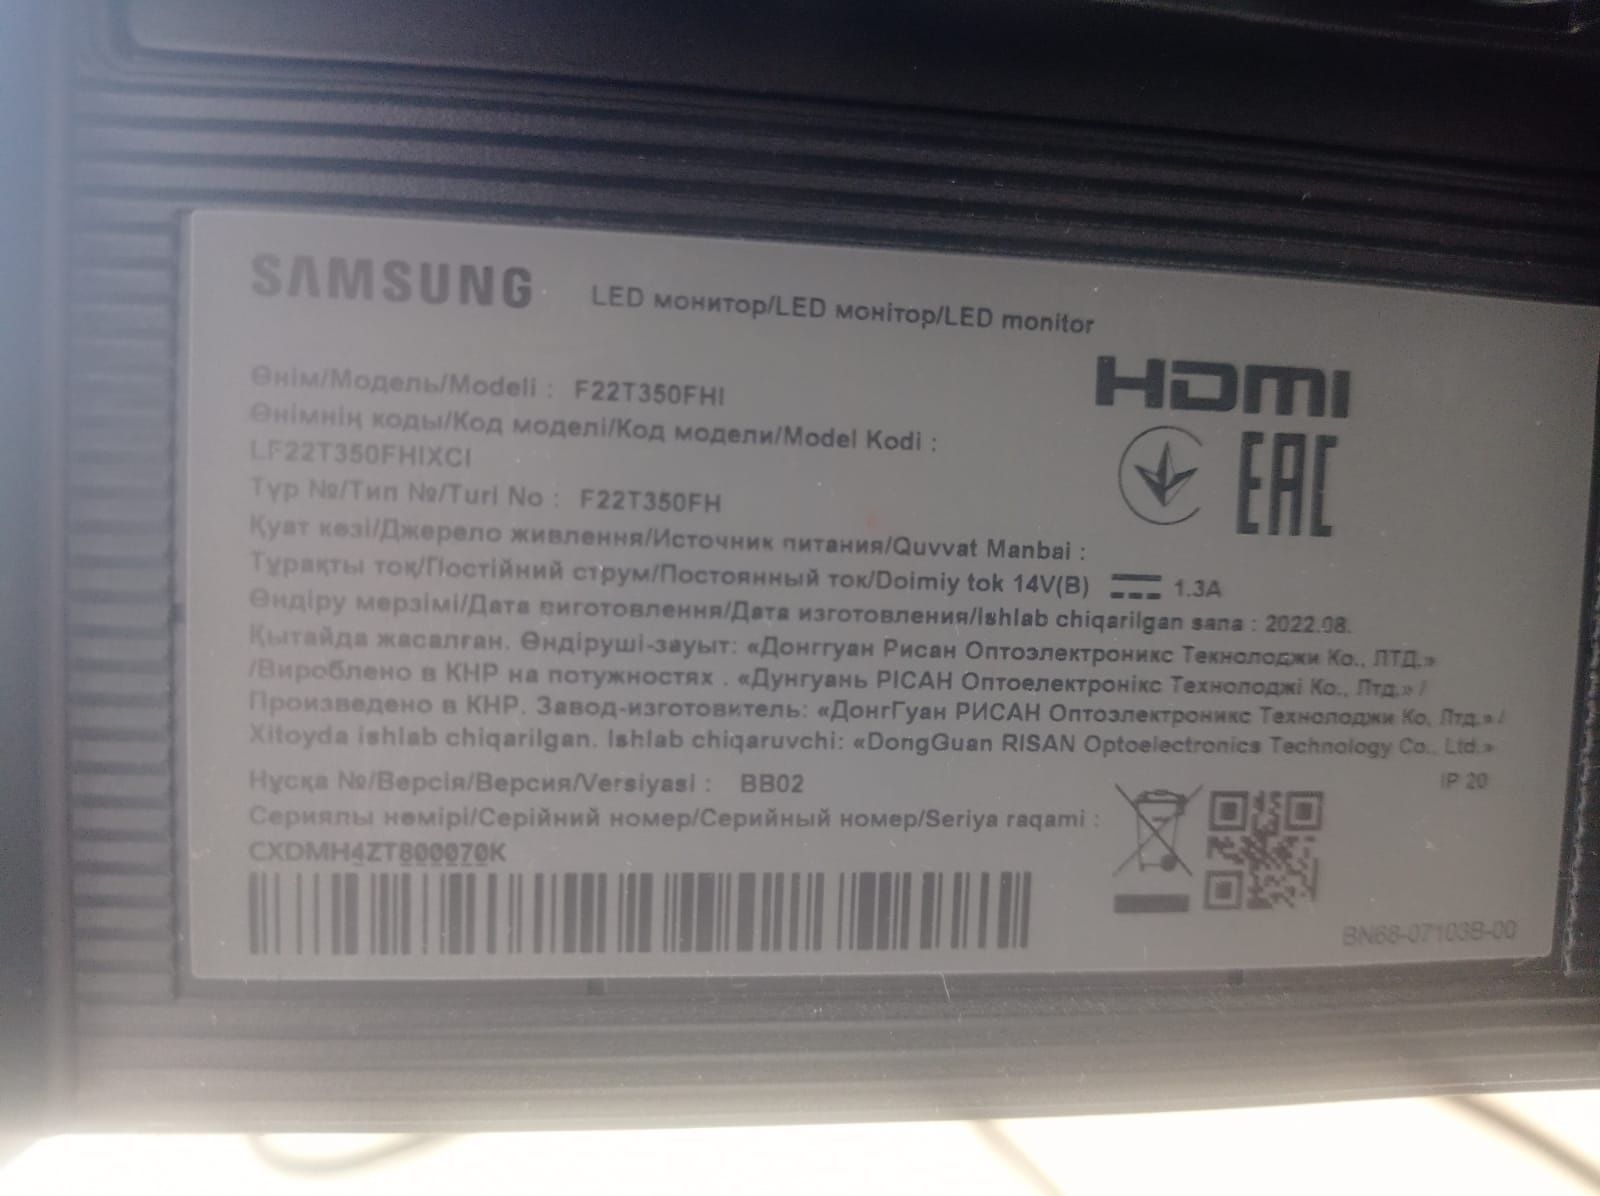 SAMSUNG LED монитор/LED монітор/LED monitor
HDMI
Өнім/Модель/Modeli : F22T350FHI
Өнімнің коды/Код моделі/Код модели/Model Kodi :
LF22T350FHIXCI
EAC
Түр №/Тип №/Turi No : F22T350FH
Қуат көзі/Джерело живлення/Источник питания/Quvvat Manbai :
Тұрақты тоқ/Постійний струм/Постоянный ток/Doimiy tok 14V(B) 1.3A
Өндіру мерзімі/Дата виготовлення/Дата изготовления/Ishlab chiqarilgan sana : 2022.08.
Қытайда жасалған. Өндіруші-зауыт: «Донггуан Рисан Оптоэлектроникс Текнолоджи Ко., ЛТД.»
/Вироблено в КНР на потужностях . «Дунгуань РІСАН Оптоелектронікс Технолоджі Ко., Лтд.» /
Произведено в КНР. Завод-изготовитель: «ДонгГуан РИСАН Оптоэлектроникс Технолоджи Ко, Лтд.» /
Xitoyda ishlab chiqarilgan. Ishlab chiqaruvchi: «DongGuan RISAN Optoelectronics Technology Co., Ltd.»
Нұсқа №/Версія/Версия/Versiyasi : BB02
IP 20
Сериялы нөмірі/Серійний номер/Серийный номер/Seriya raqami :
CXDMH4ZT800070K
BN68-07103B-00